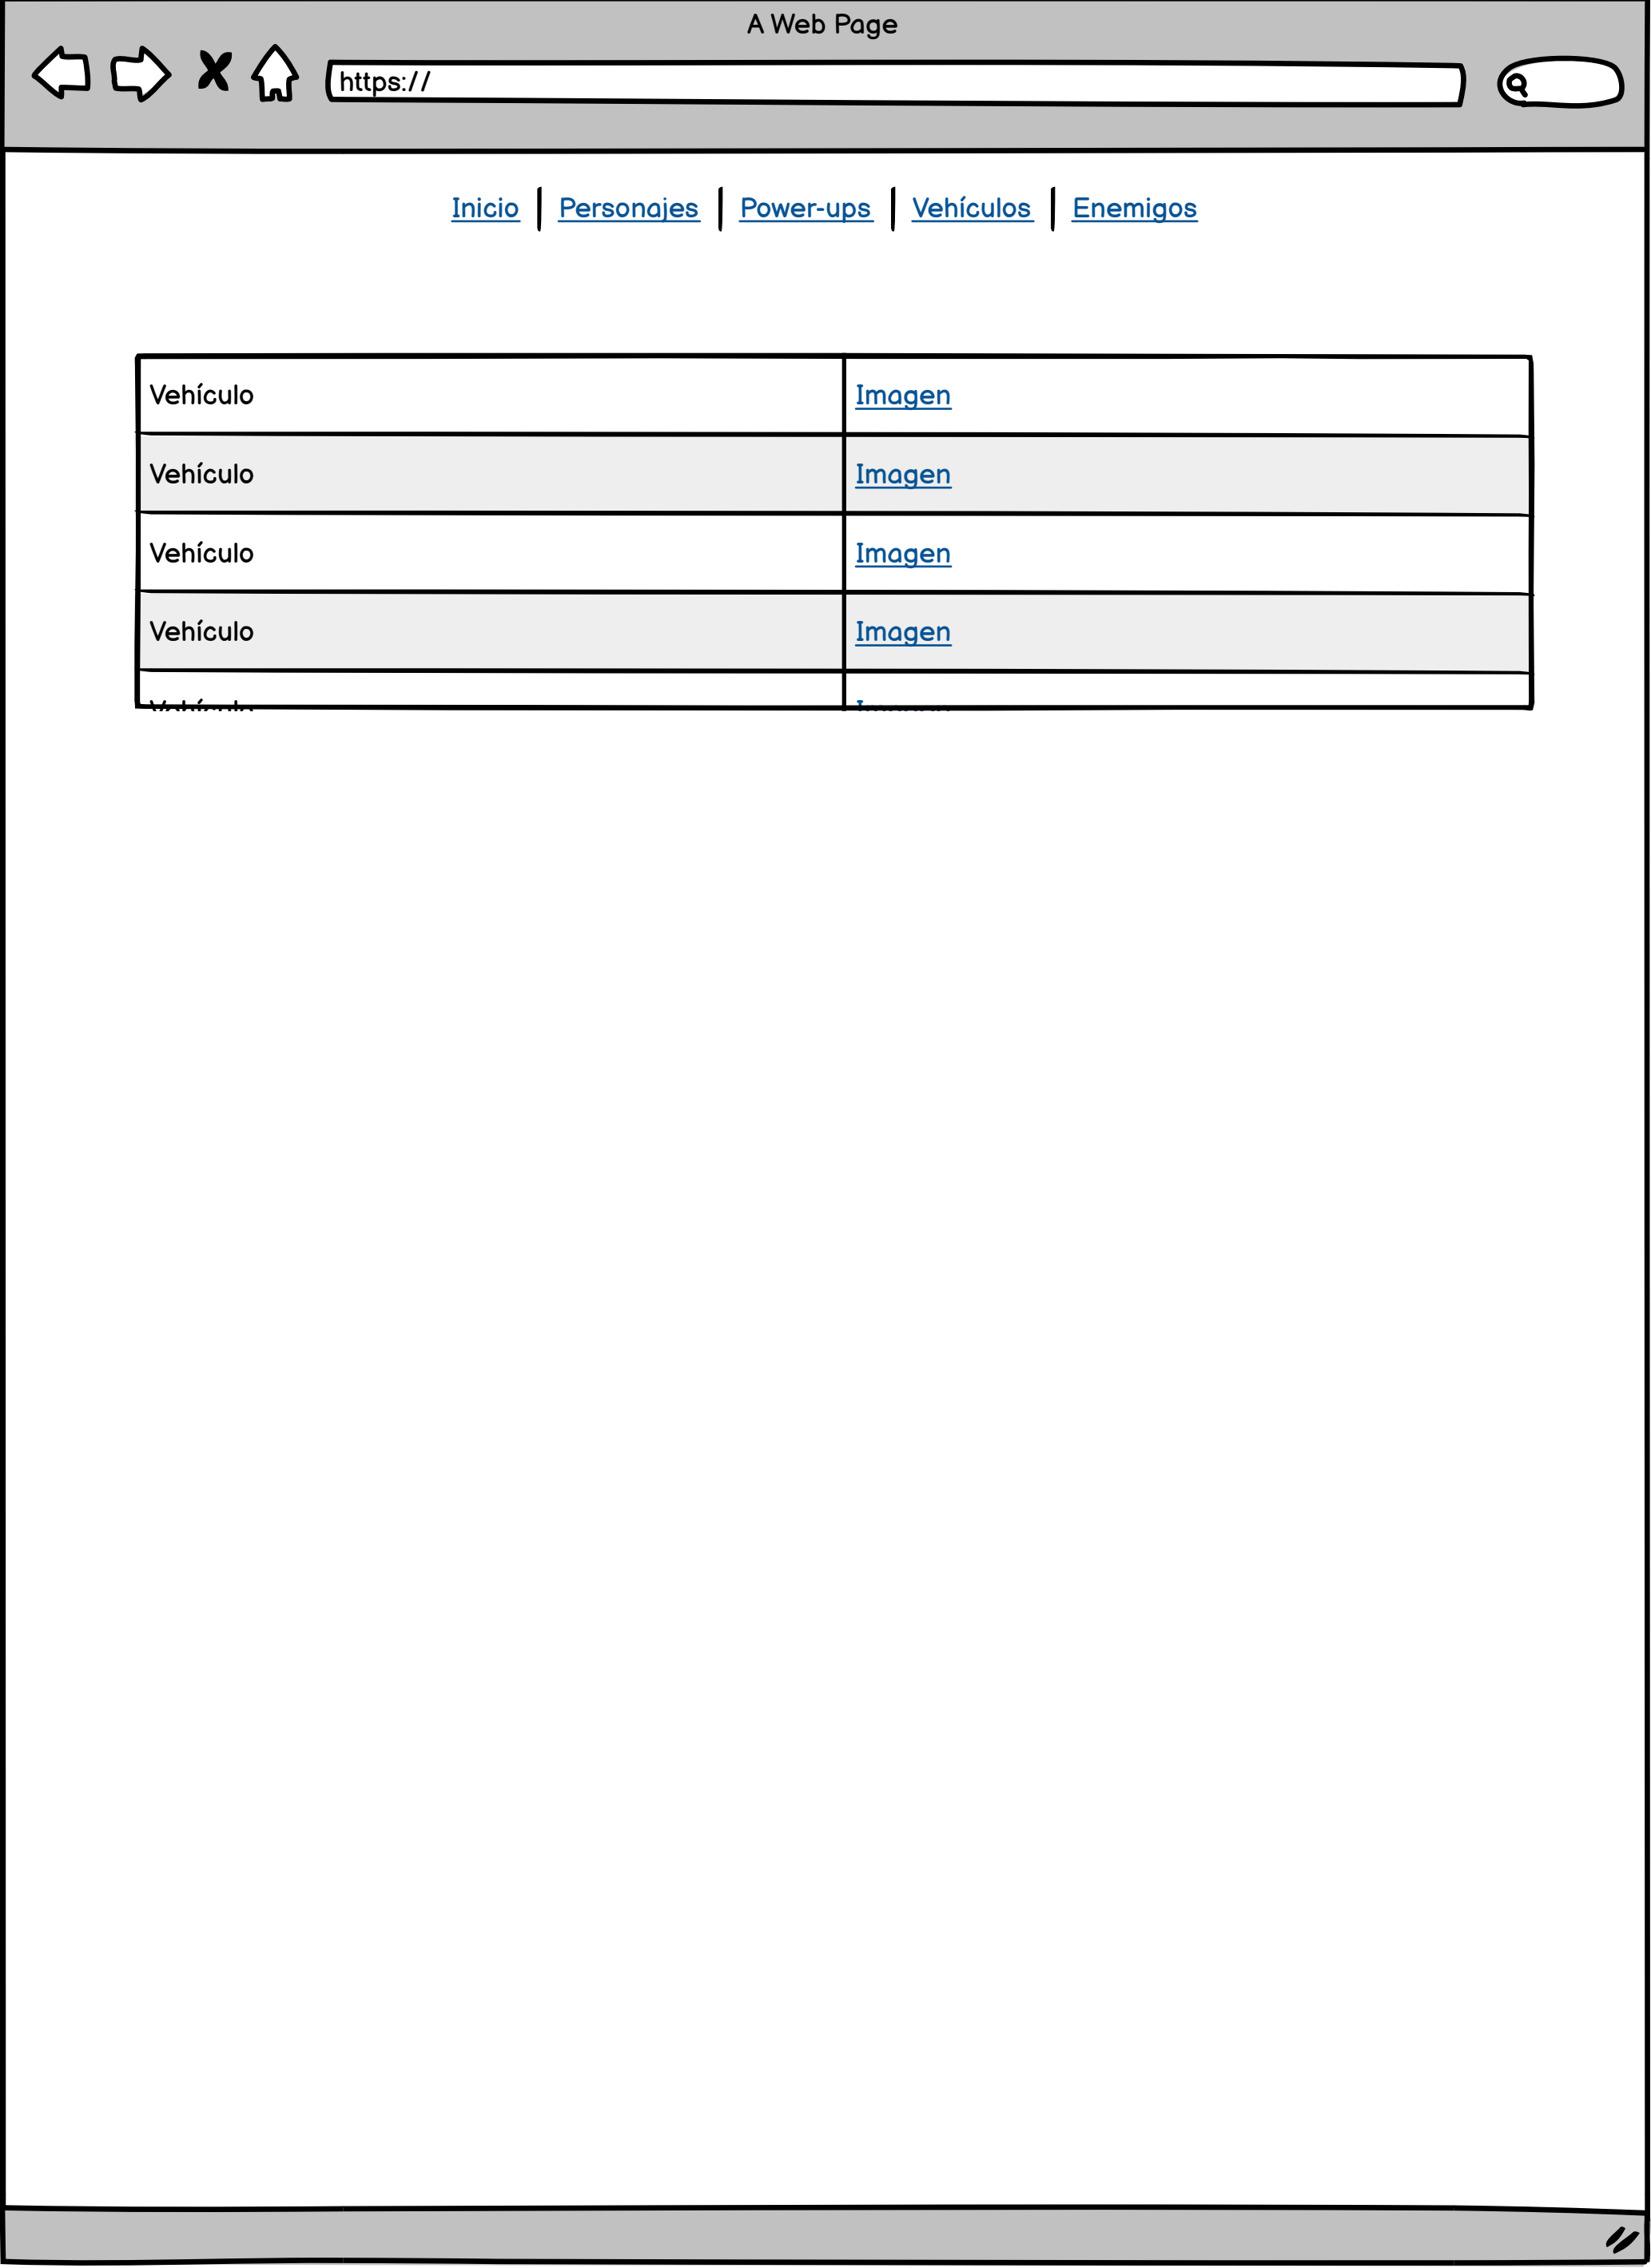 A Web Page
https://
Inicio | Personajes | Power-ups | Vehículos | Enemigos
Vehículo Imagen
Vehículo Imagen
Vehículo Imagen
Vehículo Imagen